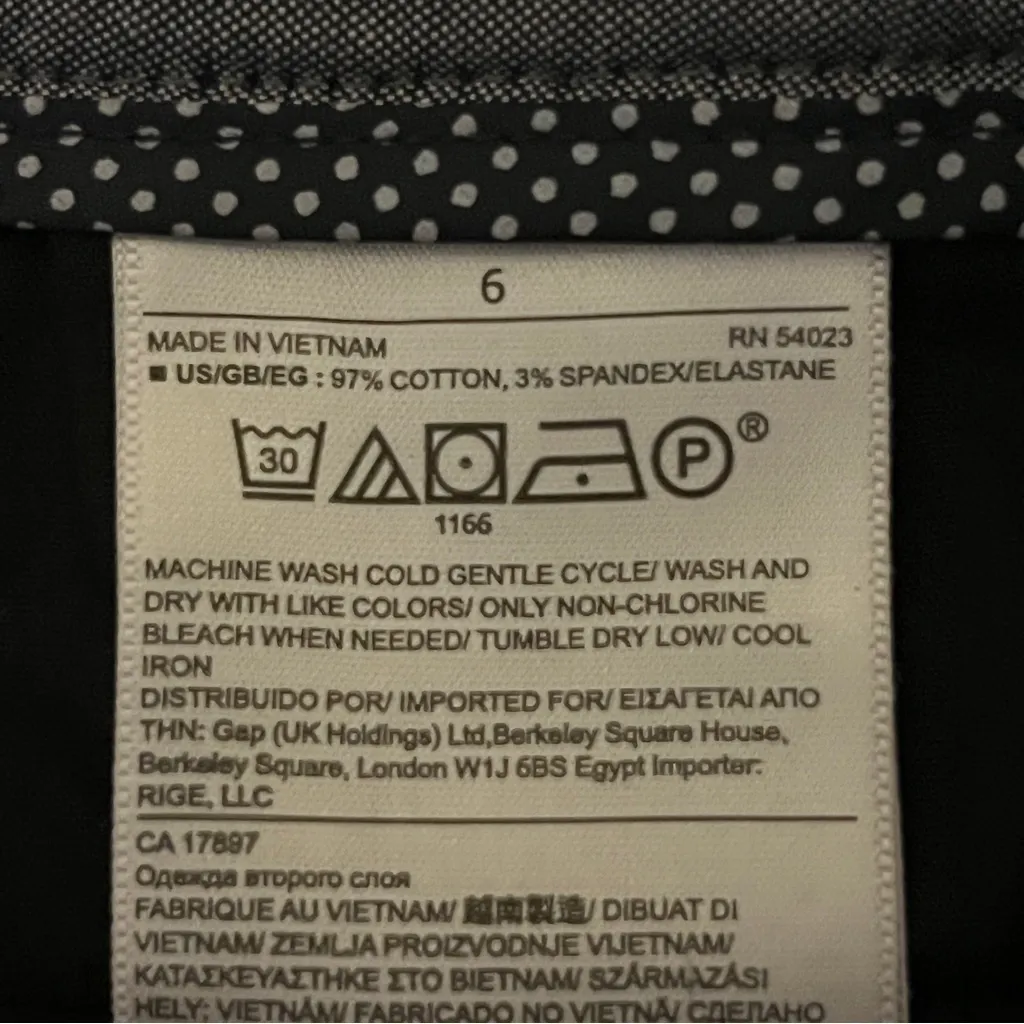 6
MADE IN VIETNAM RN 54023
US/GB/EG : 97% COTTON, 3% SPANDEX/ELASTANE
30 P ®
1166
MACHINE WASH COLD GENTLE CYCLE/ WASH AND
DRY WITH LIKE COLORS/ ONLY NON-CHLORINE
BLEACH WHEN NEEDED/ TUMBLE DRY LOW/ COOL
IRON
DISTRIBUIDO POR/ IMPORTED FOR/ ΕΙΣΑΓΕΤΑΙ ΑΠΟ
ΤΗΝ: Gap (UK Holdings) Ltd,Berkeley Square House,
Berkeley Square, London W1J 6BS Egypt Importer:
RIGE, LLC
CA 17897
Одежда второго слоя
FABRIQUE AU VIETNAM/ 越南製造/ DIBUAT DI
VIETNAM/ ZEMLJA PROIZVODNJE VIJETNAM/
ΚΑΤΑΣΚΕΥΑΣΤΗΚΕ ΣΤΟ ΒΙΕΤΝΑΜ/ SZÁRMAZÁSI
HELY: VIETNÁM/ FABRICADO NO VIETNÃ/ СДЕЛАНО